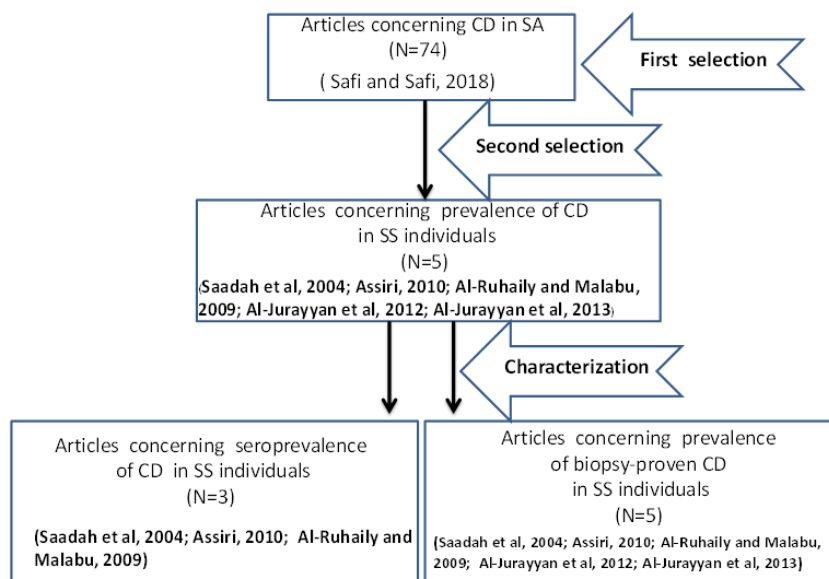 Articles concerning CD in SA
(N=74)
( Safi and Safi, 2018)
First selection
Second selection
Articles concerning prevalence of CD
in SS individuals
(N=5)
(Saadah et al, 2004; Assiri, 2010; Al-Ruhaily and Malabu,
2009; Al-Jurayyan et al, 2012; Al-Jurayyan et al, 2013)
Characterization
Articles concerning seroprevalence
of CD in SS individuals
(N=3)
(Saadah et al, 2004; Assiri, 2010; Al-Ruhaily and
Malabu, 2009)
Articles concerning prevalence
of biopsy-proven CD
in SS individuals
(N=5)
(Saadah et al, 2004; Assiri, 2010; Al-Ruhaily and Malabu,
2009; Al-Jurayyan et al, 2012; Al-Jurayyan et al, 2013)